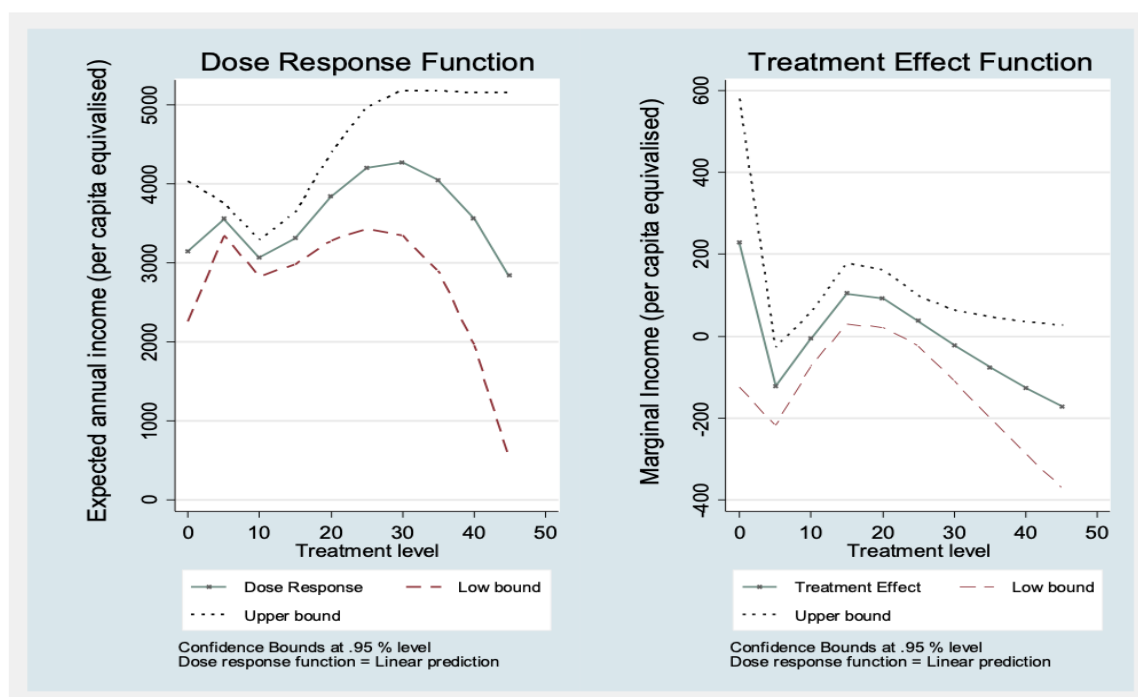 Dose Response Function
Expected annual income (per capita equivalised)
5000
4000
3000
2000
1000
0
0 10 20 30 40 50
Treatment level
Dose Response Low bound
Upper bound
Confidence Bounds at .95 % level
Dose response function = Linear prediction
Treatment Effect Function
Marginal Income (per capita equivalised)
600
400
200
0
-200
-400
0 10 20 30 40 50
Treatment level
Treatment Effect Low bound
Upper bound
Confidence Bounds at .95 % level
Dose response function = Linear prediction